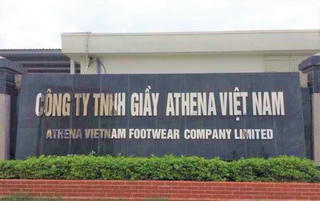 CÔNG TY TNHH GIẦY ATHENA VIỆT NAM
ATHENA VIETNAM FOOTWEAR COMPANY LIMITED